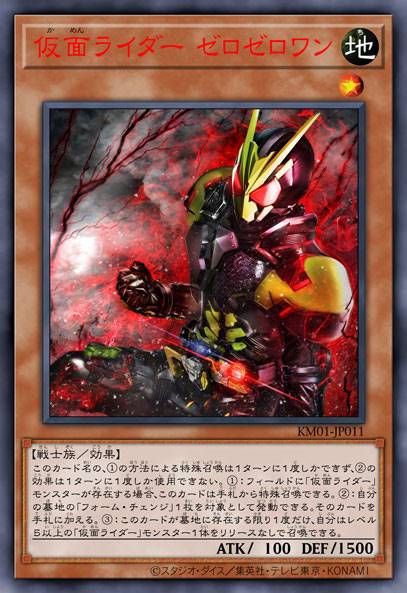 仮面ライダー ゼロゼロワン
地
KM01-JP011
【戦士族／効果】
このカード名の、①の方法による特殊召喚は1ターンに1度しかできず、②の
効果は1ターンに1度しか使用できない。①：フィールドに「仮面ライダー」
モンスターが存在する場合、このカードは手札から特殊召喚できる。②：自分
の墓地の「フォーム・チェンジ」1枚を対象として発動できる。そのカードを
手札に加える。③：このカードが墓地に存在する限り1度だけ、自分はレベル
5以上の「仮面ライダー」モンスター1体をリリースなしで召喚できる。
ATK/ 100 DEF/1500
©スタジオ・ダイス／集英社・テレビ東京・KONAMI